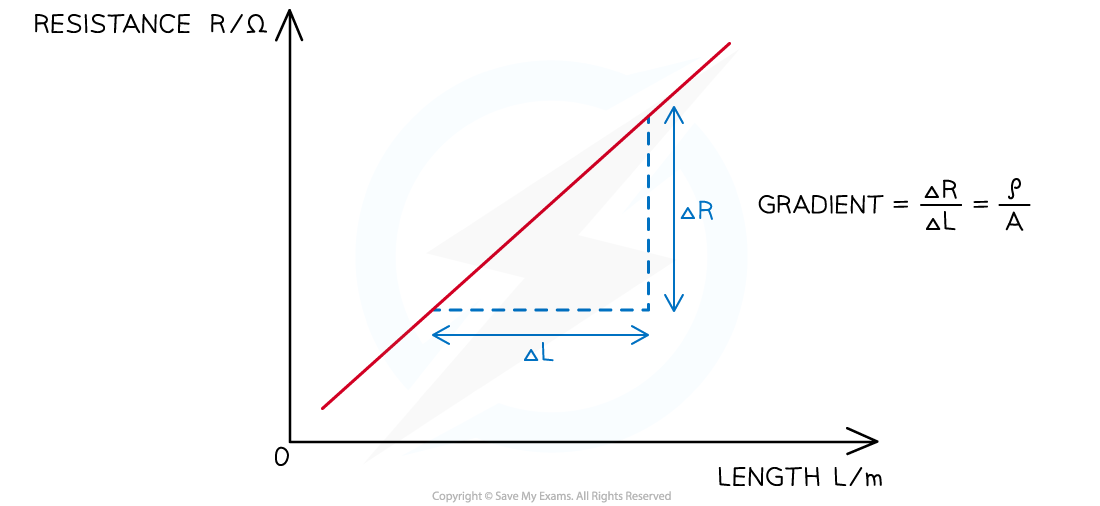 RESISTANCE R/Ω
ΔR
GRADIENT = ΔR/ΔL = ρ/A
ΔL
0
LENGTH L/m
Copyright © Save My Exams. All Rights Reserved